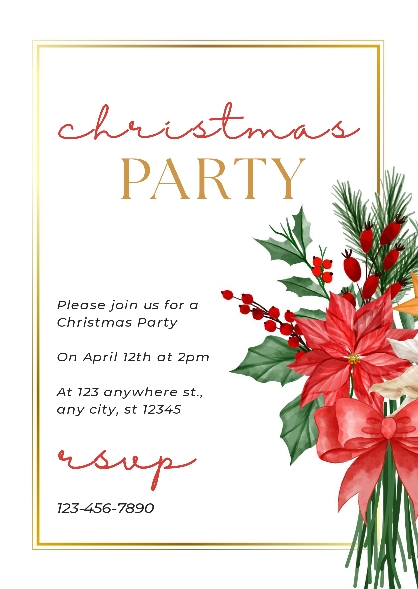 christmas
PARTY
Please join us for a
Christmas Party
On April 12th at 2pm
At 123 anywhere st.,
any city, st 12345
rsvp
123-456-7890